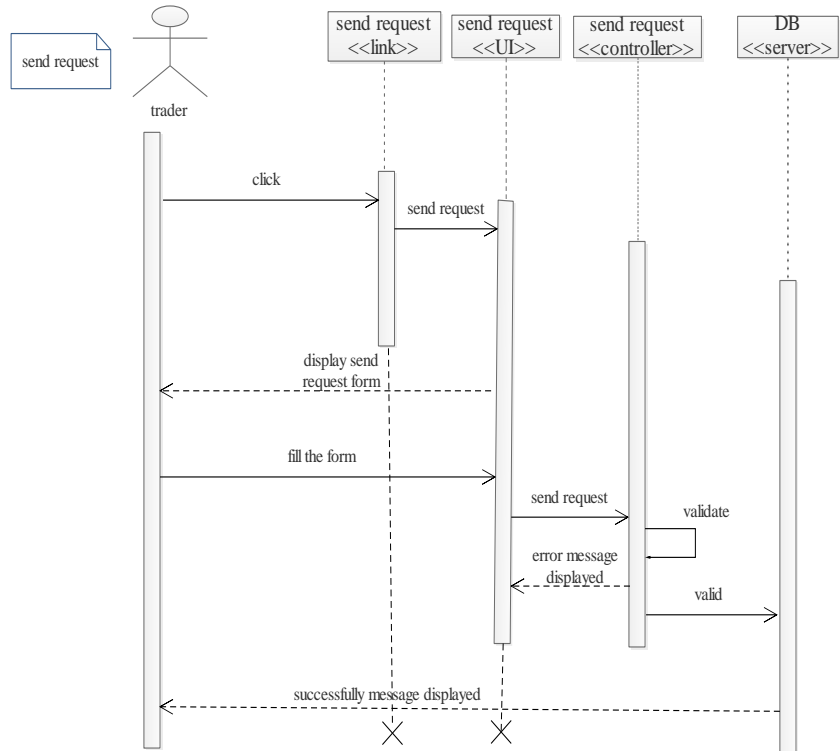 send request
trader
send request
<<link>>
send request
<<UI>>
send request
<<controller>>
DB
<<server>>
click
send request
display send
request form
fill the form
send request
validate
error message
displayed
valid
successfully message displayed